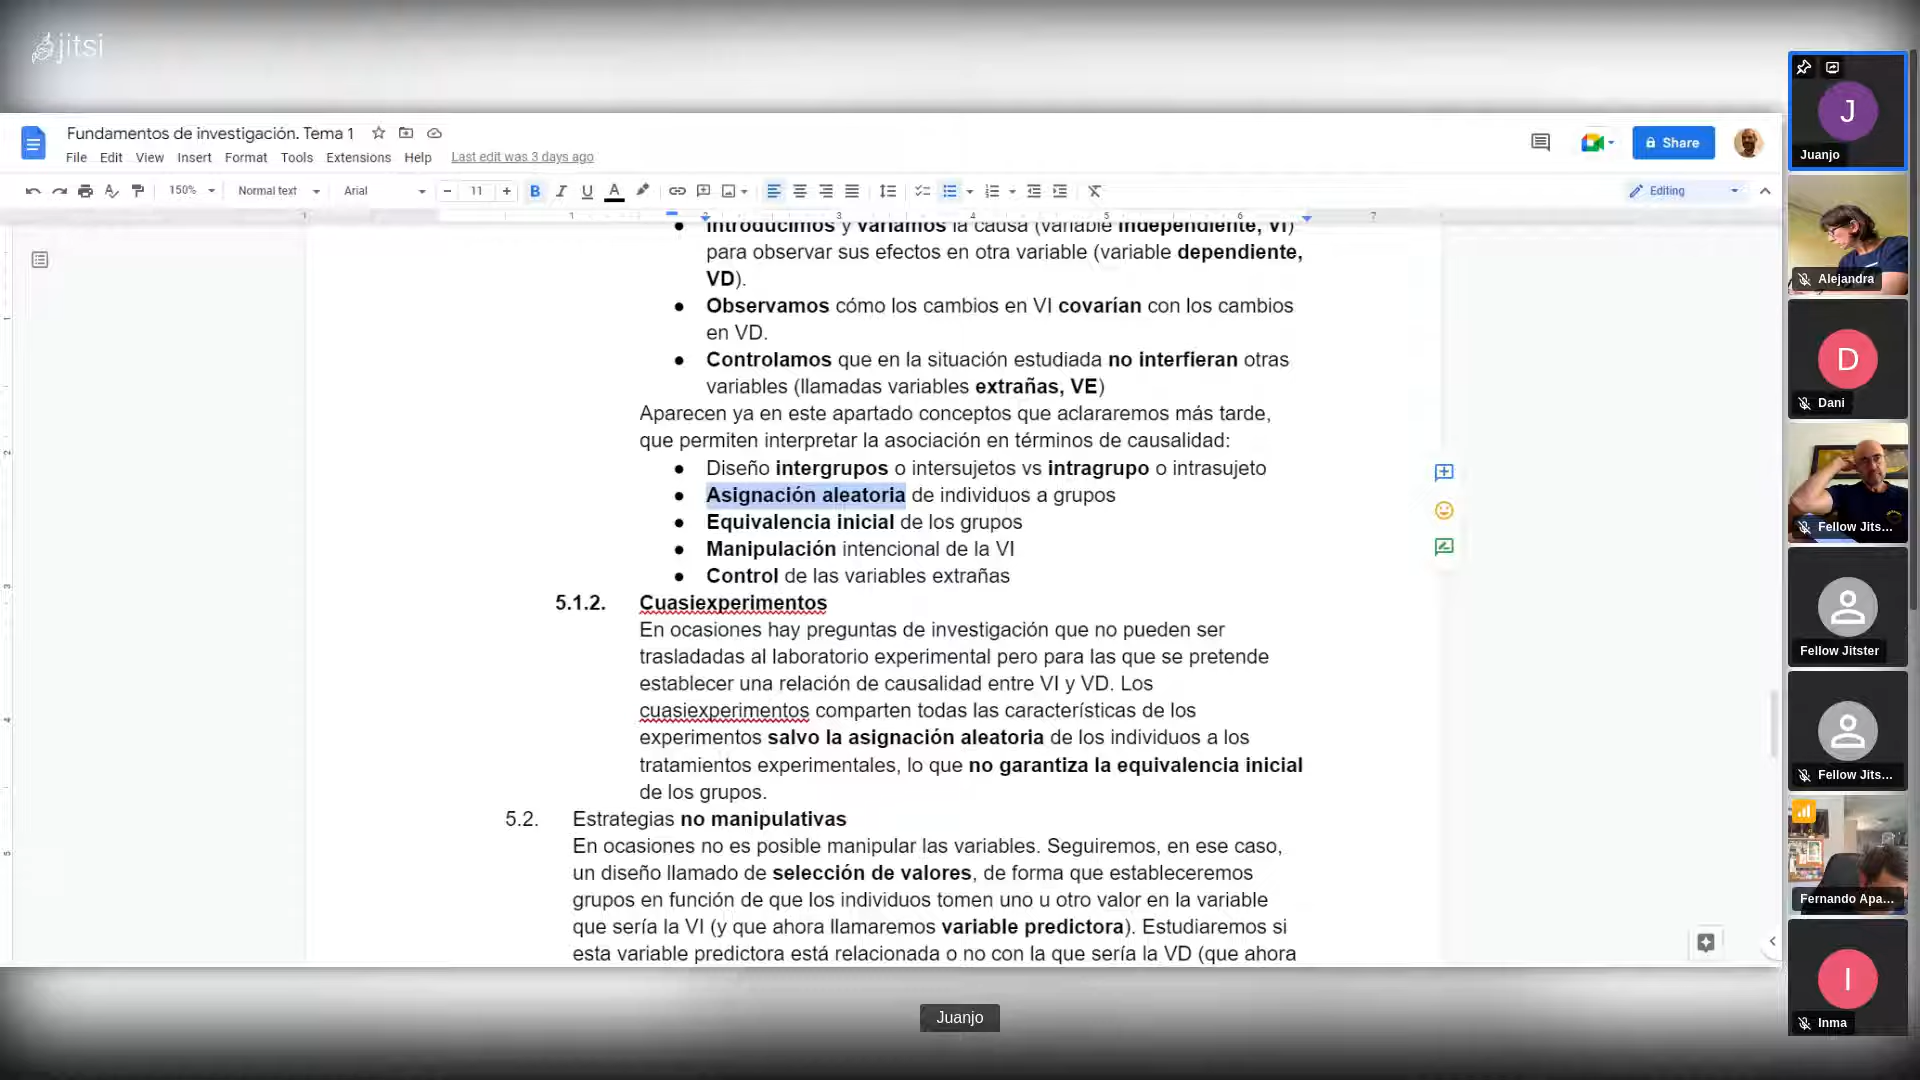 jitsi
Fundamentos de investigación. Tema 1
File Edit View Insert Format Tools Extensions Help Last edit was 3 days ago
Share
150% Normal text Arial 11 Editing
1 1 2 3 4 5 6 7
Introducimos y variamos la causa (variable independiente, VI)
para observar sus efectos en otra variable (variable dependiente,
VD).
● Observamos cómo los cambios en VI covarían con los cambios
en VD.
● Controlamos que en la situación estudiada no interfieran otras
variables (llamadas variables extrañas, VE)
Aparecen ya en este apartado conceptos que aclararemos más tarde,
que permiten interpretar la asociación en términos de causalidad:
● Diseño intergrupos o intersujetos vs intragrupo o intrasujeto
● Asignación aleatoria de individuos a grupos
● Equivalencia inicial de los grupos
● Manipulación intencional de la VI
● Control de las variables extrañas
5.1.2. Cuasiexperimentos
En ocasiones hay preguntas de investigación que no pueden ser
trasladadas al laboratorio experimental pero para las que se pretende
establecer una relación de causalidad entre VI y VD. Los
cuasiexperimentos comparten todas las características de los
experimentos salvo la asignación aleatoria de los individuos a los
tratamientos experimentales, lo que no garantiza la equivalencia inicial
de los grupos.
5.2. Estrategias no manipulativas
En ocasiones no es posible manipular las variables. Seguiremos, en ese caso,
un diseño llamado de selección de valores, de forma que estableceremos
grupos en función de que los individuos tomen uno u otro valor en la variable
que sería la VI (y que ahora llamaremos variable predictora). Estudiaremos si
esta variable predictora está relacionada o no con la que sería la VD (que ahora
J
Juanjo
Alejandra
D
Dani
Fellow Jits...
Fellow Jitster
Fellow Jits...
Fernando Apa...
I
Inma
Juanjo